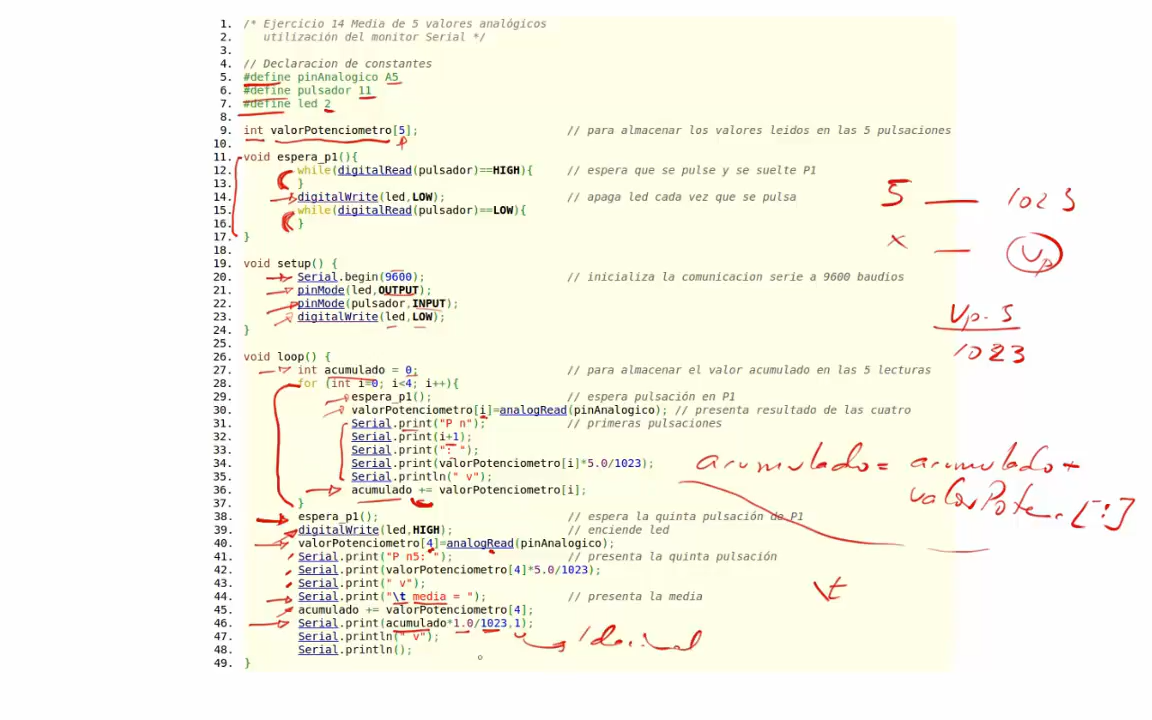 1. /* Ejercicio 14 Media de 5 valores analógicos
2. utilización del monitor Serial */
3.
4. // Declaracion de constantes
5. #define pinAnalogico A5
6. #define pulsador 11
7. #define led 2
8.
9. int valorPotenciometro[5]; // para almacenar los valores leidos en las 5 pulsaciones
10.
11. void espera_p1(){
12. while(digitalRead(pulsador)==HIGH){ // espera que se pulse y se suelte P1
13. }
14. digitalWrite(led,LOW); // apaga led cada vez que se pulsa
15. while(digitalRead(pulsador)==LOW){
16. }
17. }
18.
19. void setup() {
20. Serial.begin(9600); // inicializa la comunicacion serie a 9600 baudios
21. pinMode(led,OUTPUT);
22. pinMode(pulsador,INPUT);
23. digitalWrite(led,LOW);
24. }
25.
26. void loop() {
27. int acumulado = 0; // para almacenar el valor acumulado en las 5 lecturas
28. for (int i=0; i<4; i++){
29. espera_p1(); // espera pulsación en P1
30. valorPotenciometro[i]=analogRead(pinAnalogico); // presenta resultado de las cuatro
31. Serial.print("P n"); // primeras pulsaciones
32. Serial.print(i+1);
33. Serial.print(": ");
34. Serial.print(valorPotenciometro[i]*5.0/1023);
35. Serial.println(" v");
36. acumulado += valorPotenciometro[i];
37. }
38. espera_p1(); // espera la quinta pulsación de P1
39. digitalWrite(led,HIGH); // enciende led
40. valorPotenciometro[4]=analogRead(pinAnalogico);
41. Serial.print("P n5: "); // presenta la quinta pulsación
42. Serial.print(valorPotenciometro[4]*5.0/1023);
43. Serial.print(" v");
44. Serial.print("\t media = "); // presenta la media
45. acumulado += valorPotenciometro[4];
46. Serial.print(acumulado*1.0/1023,1);
47. Serial.println(" v");
48. Serial.println();
49. }
5 — 1023
x — Vp
Vp. 5
1023
acumulado = acumulado +
valorPoten. [i]
\t
1 decimal